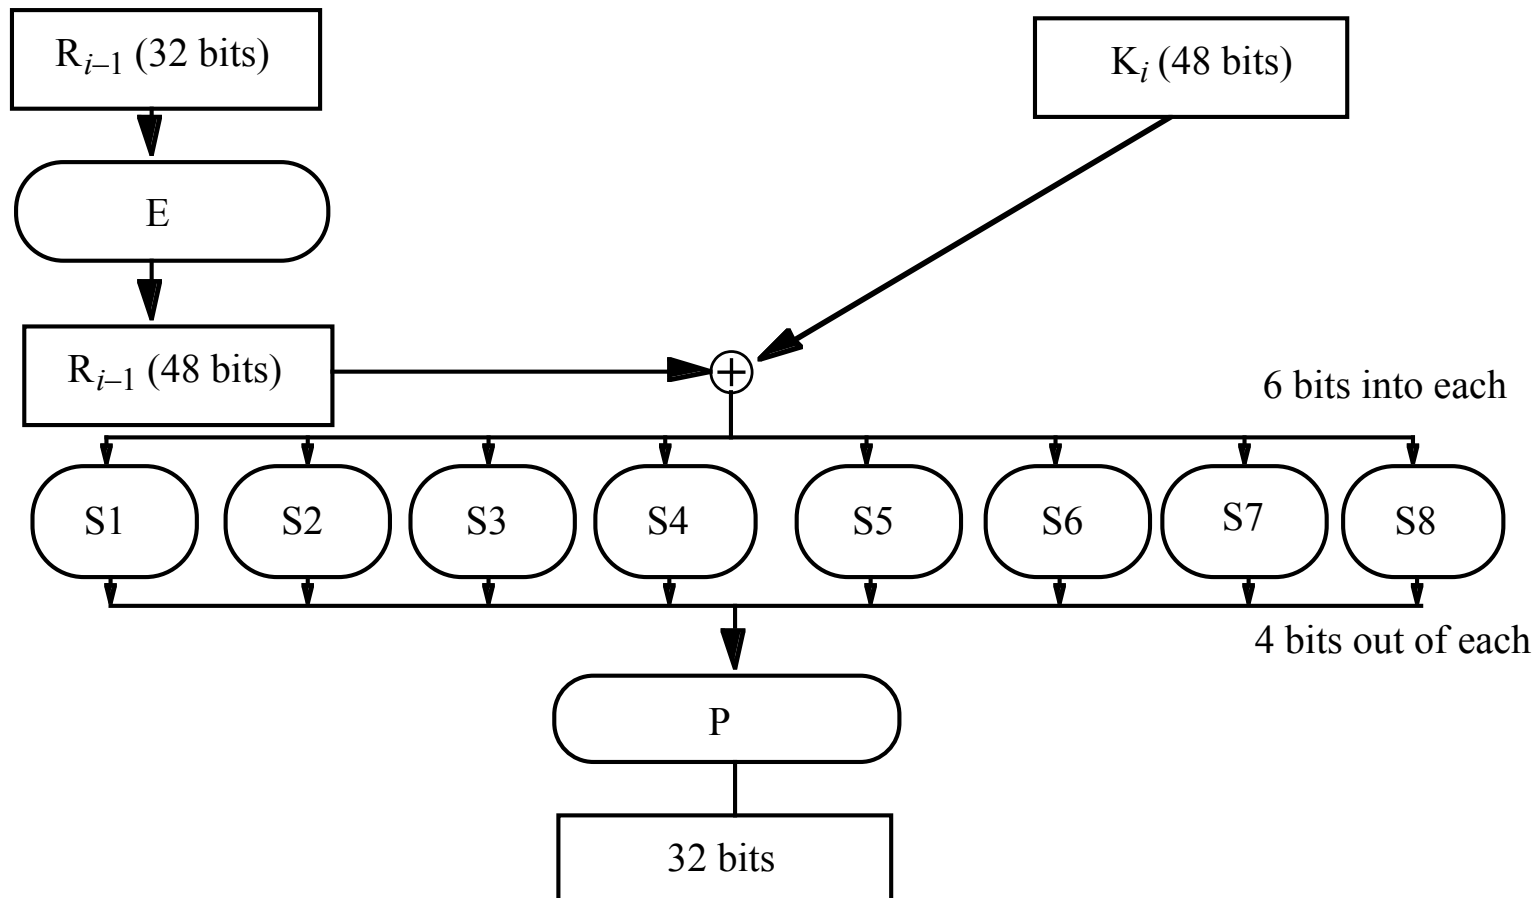 R_{i–1} (32 bits)
K_i (48 bits)
E
R_{i–1} (48 bits)
6 bits into each
S1
S2
S3
S4
S5
S6
S7
S8
4 bits out of each
P
32 bits